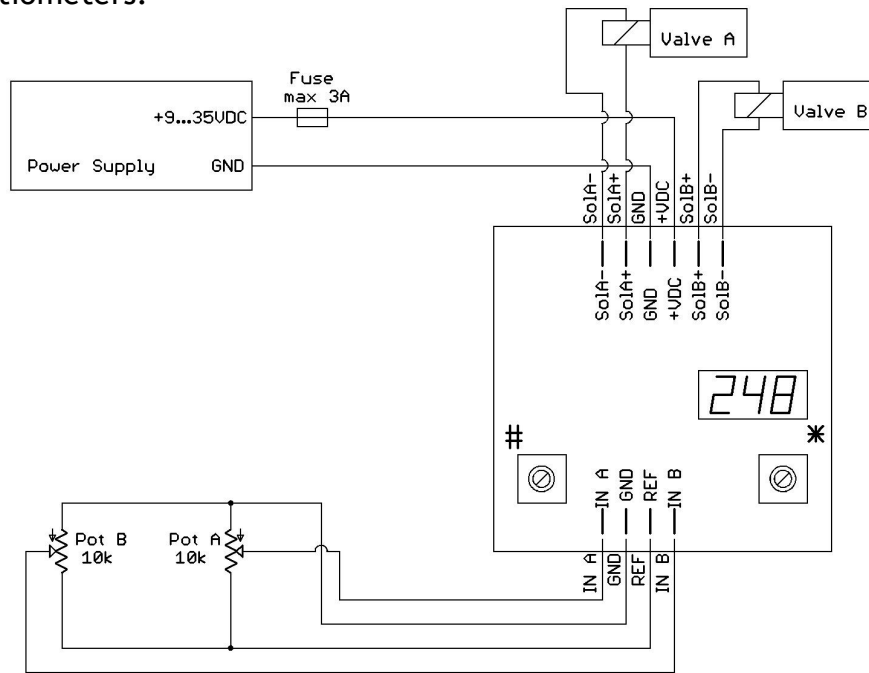 tiometers.
Valve A
Fuse
max 3A
Valve B
+9...35VDC
Power Supply GND
SolA-
SolA+
GND
+VDC
SolB+
SolB-
SolA-
SolA+
GND
+VDC
SolB+
SolB-
248
#
*
IN A
GND
REF
IN B
Pot B
10k
Pot A
10k
IN A
GND
REF
IN B